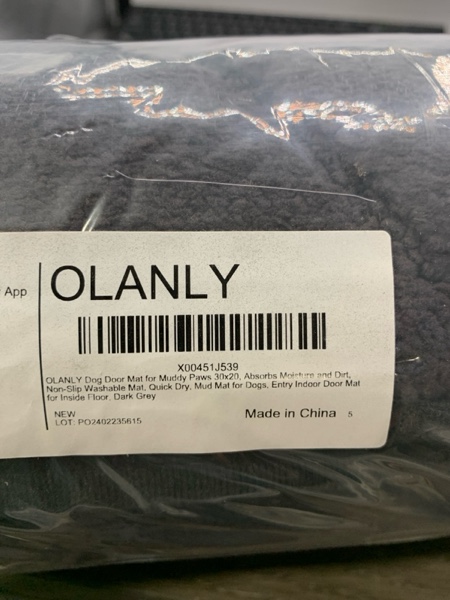 App
OLANLY
X00451J539
OLANLY Dog Door Mat for Muddy Paws 30x20, Absorbs Moisture and Dirt,
Non-Slip Washable Mat, Quick Dry, Mud Mat for Dogs, Entry Indoor Door Mat
for Inside Floor, Dark Grey
NEW
LOT: PO2402235615
Made in China 5